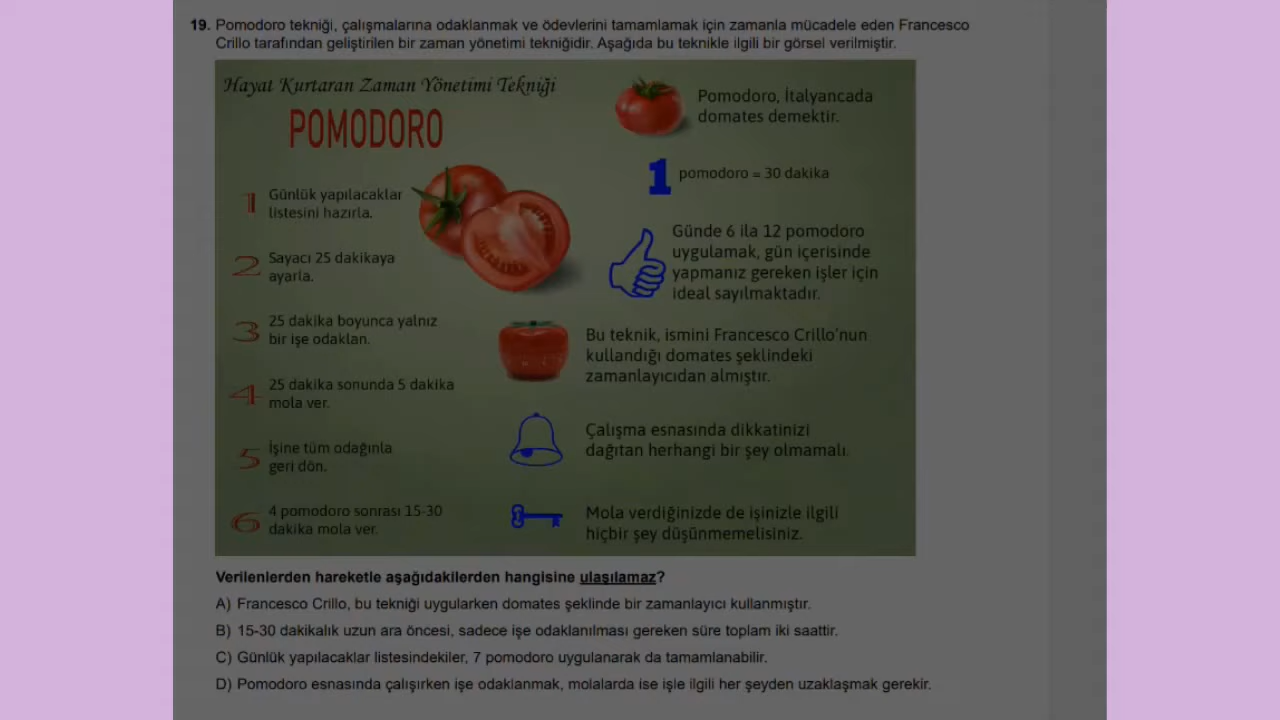 19. Pomodoro tekniği, çalışmalarına odaklanmak ve ödevlerini tamamlamak için zamanla mücadele eden Francesco
Crillo tarafından geliştirilen bir zaman yönetimi tekniğidir. Aşağıda bu teknikle ilgili bir görsel verilmiştir.
Hayat Kurtaran Zaman Yönetimi Tekniği
POMODORO
1 Günlük yapılacaklar
listesini hazırla.
2 Sayacı 25 dakikaya
ayarla.
3 25 dakika boyunca yalnız
bir işe odaklan.
4 25 dakika sonunda 5 dakika
mola ver.
5 İşine tüm odağınla
geri dön.
6 4 pomodoro sonrası 15-30
dakika mola ver.
Pomodoro, İtalyancada
domates demektir.
1 pomodoro = 30 dakika
Günde 6 ila 12 pomodoro
uygulamak, gün içerisinde
yapmanız gereken işler için
ideal sayılmaktadır.
Bu teknik, ismini Francesco Crillo'nun
kullandığı domates şeklindeki
zamanlayıcıdan almıştır.
Çalışma esnasında dikkatinizi
dağıtan herhangi bir şey olmamalı.
Mola verdiğinizde de işinizle ilgili
hiçbir şey düşünmemelisiniz.
Verilenlerden hareketle aşağıdakilerden hangisine ulaşılamaz?
A) Francesco Crillo, bu tekniği uygularken domates şeklinde bir zamanlayıcı kullanmıştır.
B) 15-30 dakikalık uzun ara öncesi, sadece işe odaklanılması gereken süre toplam iki saattir.
C) Günlük yapılacaklar listesindekiler, 7 pomodoro uygulanarak da tamamlanabilir.
D) Pomodoro esnasında çalışırken işe odaklanmak, molalarda ise işle ilgili her şeyden uzaklaşmak gerekir.